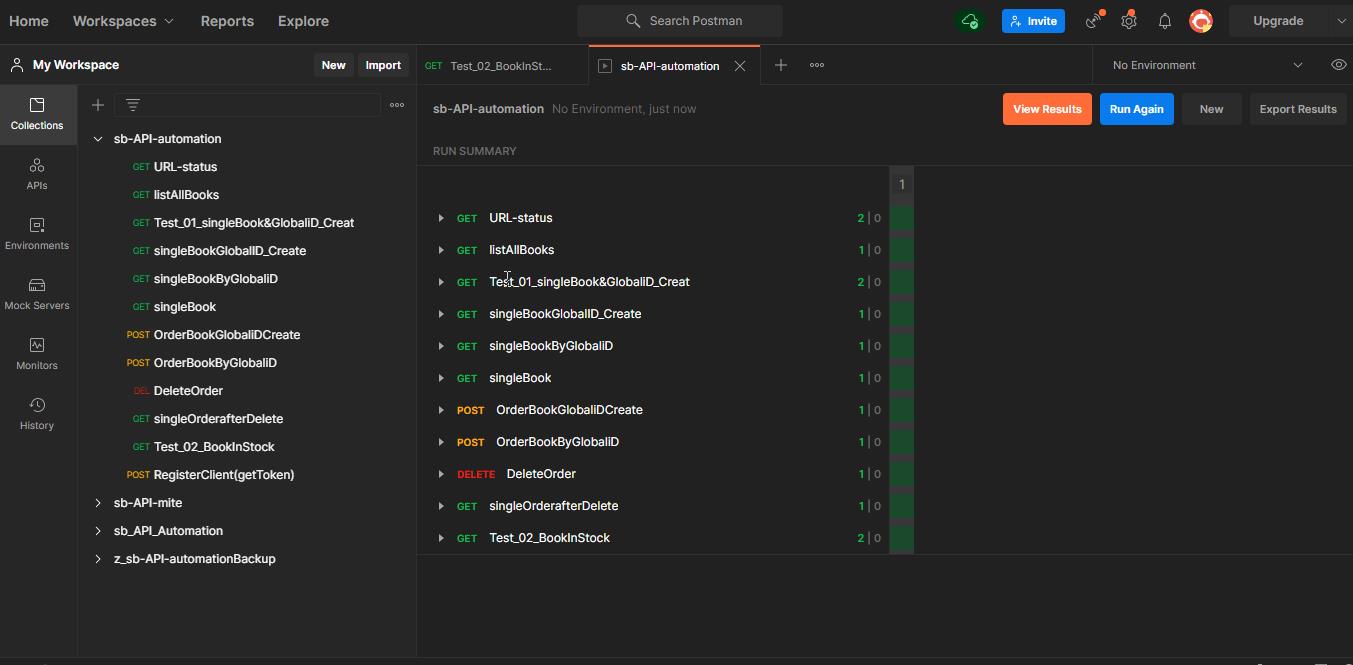 Home Workspaces Reports Explore Search Postman Invite Upgrade
My Workspace New Import GET Test_02_BookInSt... sb-API-automation No Environment
Collections
APIs
Environments
Mock Servers
Monitors
History
sb-API-automation
GET URL-status
GET listAllBooks
GET Test_01_singleBook&GlobaliD_Creat
GET singleBookGlobalID_Create
GET singleBookByGlobaliD
GET singleBook
POST OrderBookGlobaliDCreate
POST OrderBookByGlobaliD
DEL DeleteOrder
GET singleOrderafterDelete
GET Test_02_BookInStock
POST RegisterClient(getToken)
sb-API-mite
sb_API_Automation
z_sb-API-automationBackup
sb-API-automation No Environment, just now View Results Run Again New Export Results
RUN SUMMARY
1
GET URL-status 2 | 0
GET listAllBooks 1 | 0
GET Test_01_singleBook&GlobaliD_Creat 2 | 0
GET singleBookGlobalID_Create 1 | 0
GET singleBookByGlobaliD 1 | 0
GET singleBook 1 | 0
POST OrderBookGlobaliDCreate 1 | 0
POST OrderBookByGlobaliD 1 | 0
DELETE DeleteOrder 1 | 0
GET singleOrderafterDelete 1 | 0
GET Test_02_BookInStock 2 | 0